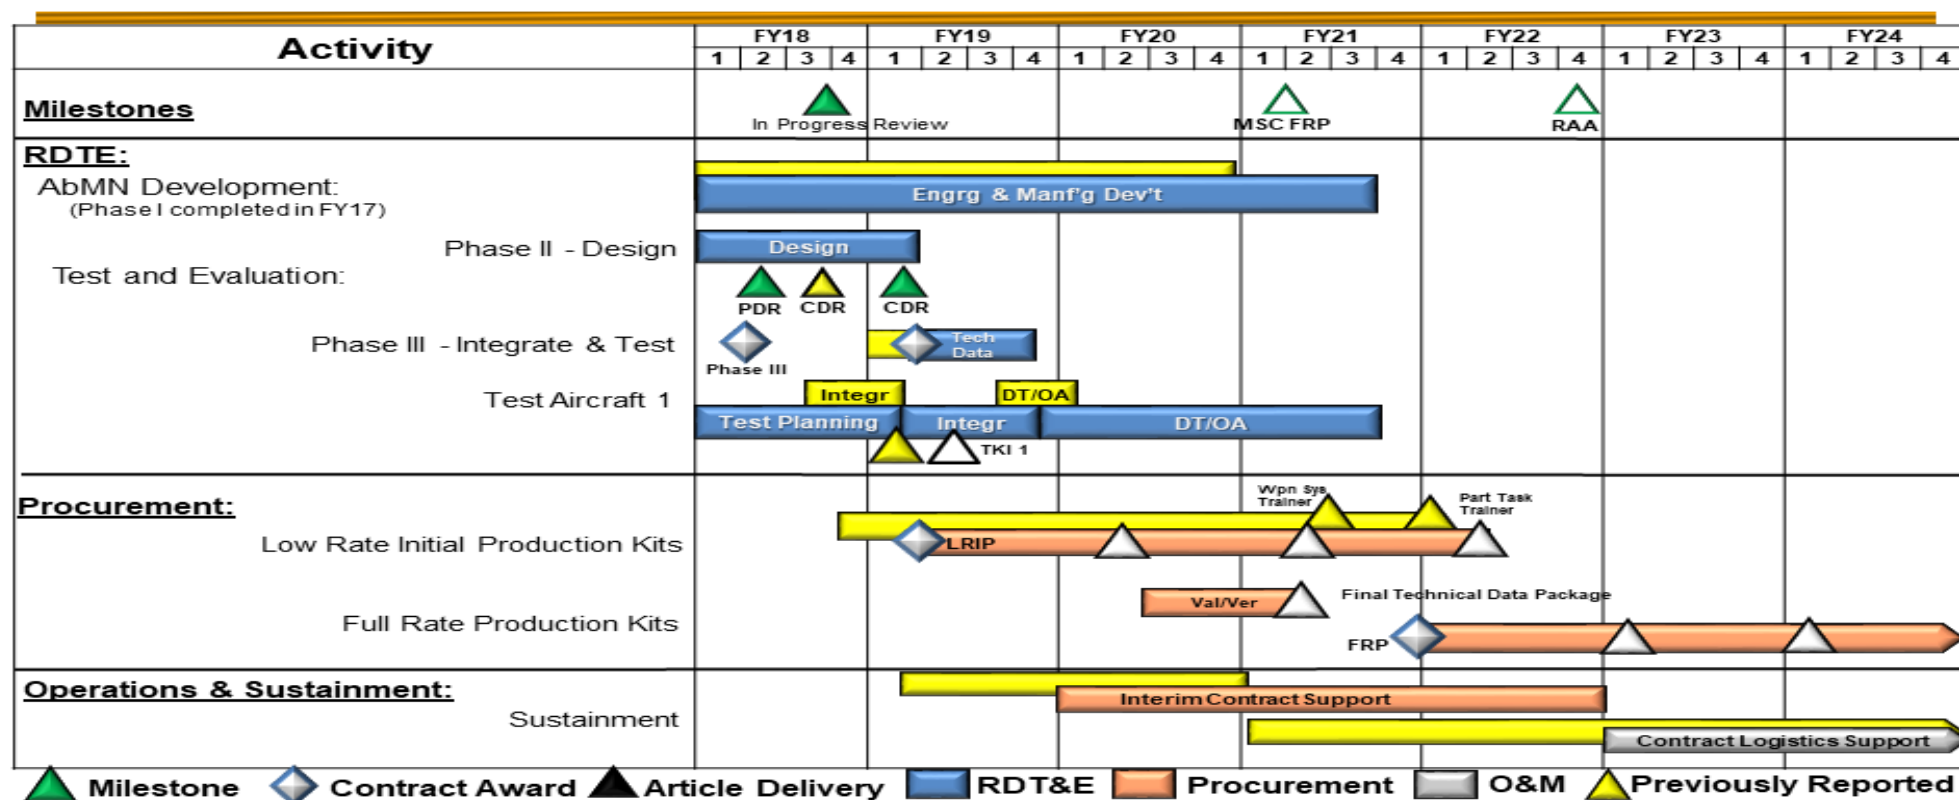 Activity
FY18 FY19 FY20 FY21 FY22 FY23 FY24
1 2 3 4 1 2 3 4 1 2 3 4 1 2 3 4 1 2 3 4 1 2 3 4 1 2 3 4
Milestones
In Progress Review
MSC FRP
RAA
RDTE:
AbMN Development:
(Phase I completed in FY17)
Engrg & Manf'g Dev't
Phase II - Design
Design
Test and Evaluation:
PDR CDR CDR
Phase III - Integrate & Test
Phase III
Tech
Data
Test Aircraft 1
Integr DT/OA
Test Planning Integr DT/OA
TKI 1
Procurement:
Wpn Sys
Trainer
Part Task
Trainer
Low Rate Initial Production Kits
LRIP
Val/Ver
Final Technical Data Package
Full Rate Production Kits
FRP
Operations & Sustainment:
Interim Contract Support
Sustainment
Contract Logistics Support
Milestone Contract Award Article Delivery RDT&E Procurement O&M Previously Reported